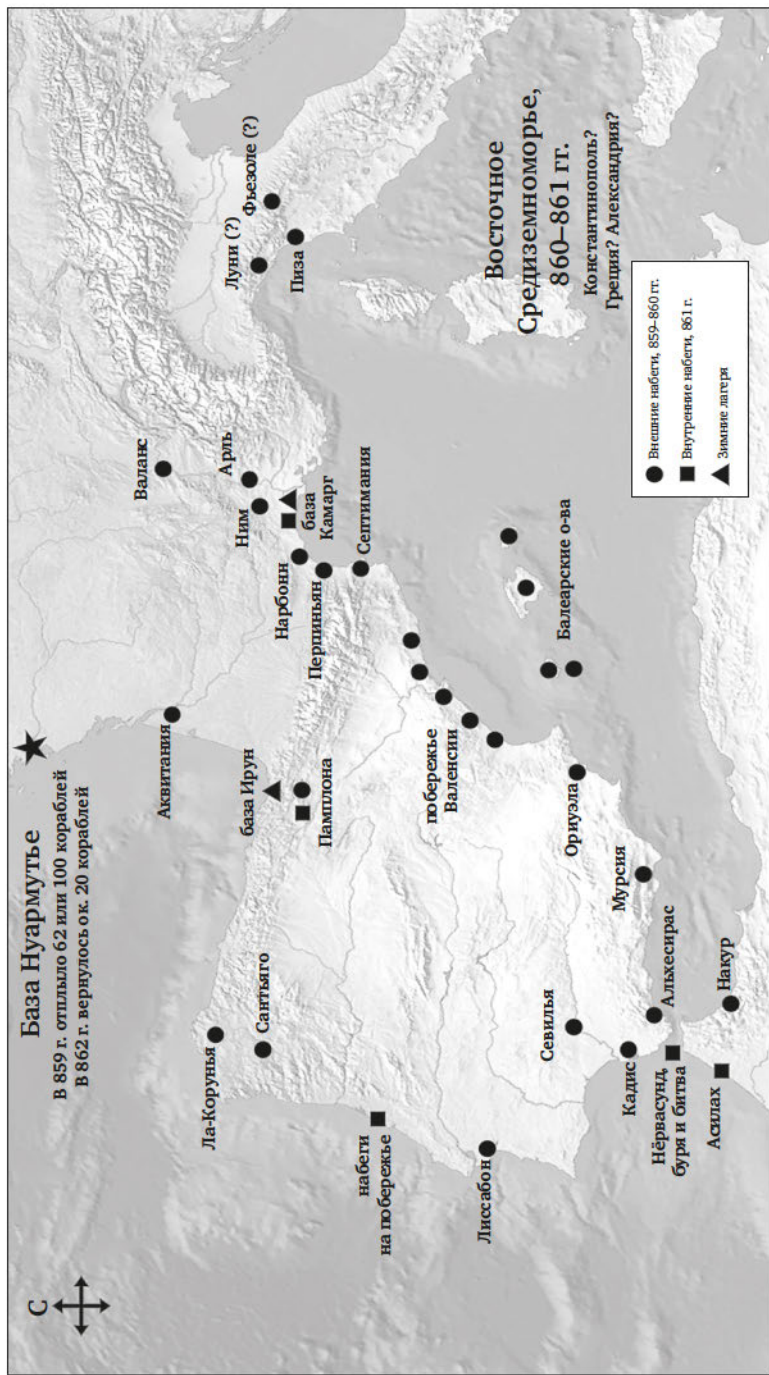 С
База Нуармутье
В 859 г. отплыло 62 или 100 кораблей
В 862 г. вернулось ок. 20 кораблей
Ла-Корунья
Сантьяго
набеги
на побережье
Лиссабон
Севилья
Кадис
Альхесирас
Нёрвасунд,
буря и битва
Асилах
Накур
Мурсия
Ориуэла
побережье
Валенсии
Балеарские о-ва
Аквитания
база Ирун
Памплона
Валанс
Арль
Ним
база
Камарг
Нарбонн
Перпиньян
Септимания
Луни (?)
Фьезоле (?)
Пиза
Восточное
Средиземноморье,
860–861 гг.
Константинополь?
Греция? Александрия?
Внешние набеги, 859–860 гг.
Внутренние набеги, 861 г.
Зимние лагеря